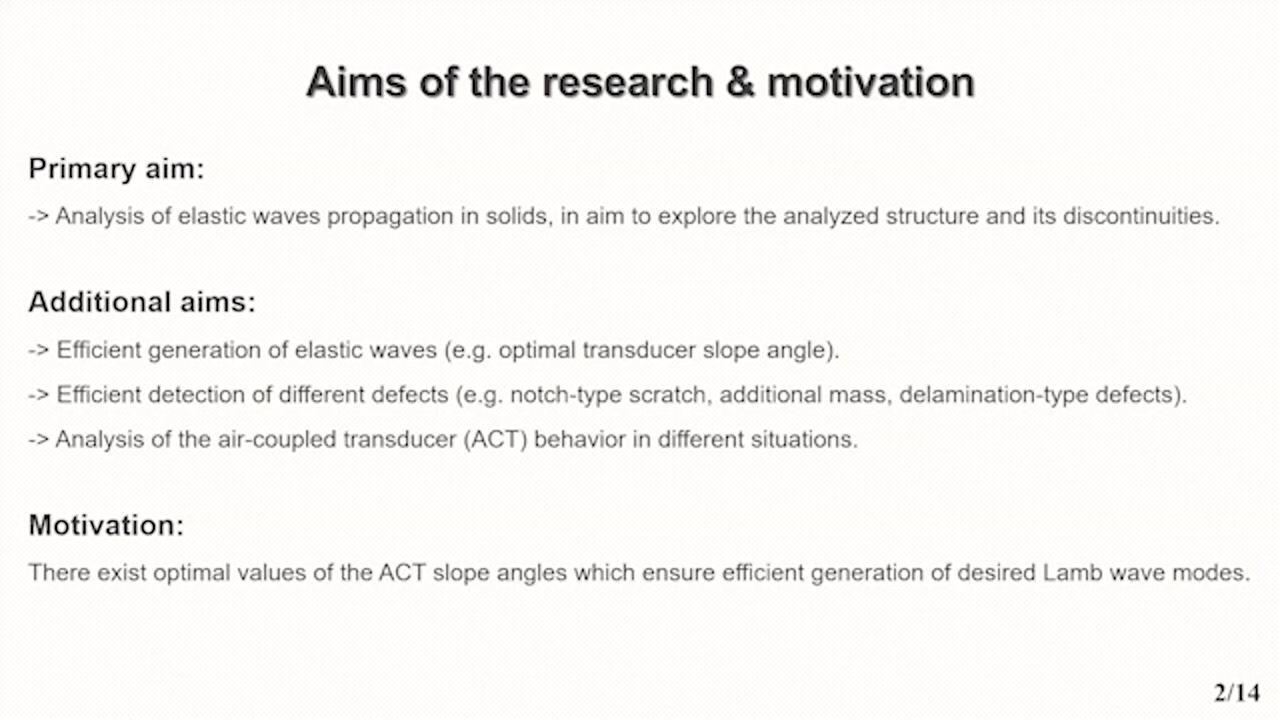 Aims of the research & motivation
Primary aim:
-> Analysis of elastic waves propagation in solids, in aim to explore the analyzed structure and its discontinuities.
Additional aims:
-> Efficient generation of elastic waves (e.g. optimal transducer slope angle).
-> Efficient detection of different defects (e.g. notch-type scratch, additional mass, delamination-type defects).
-> Analysis of the air-coupled transducer (ACT) behavior in different situations.
Motivation:
There exist optimal values of the ACT slope angles which ensure efficient generation of desired Lamb wave modes.
2/14